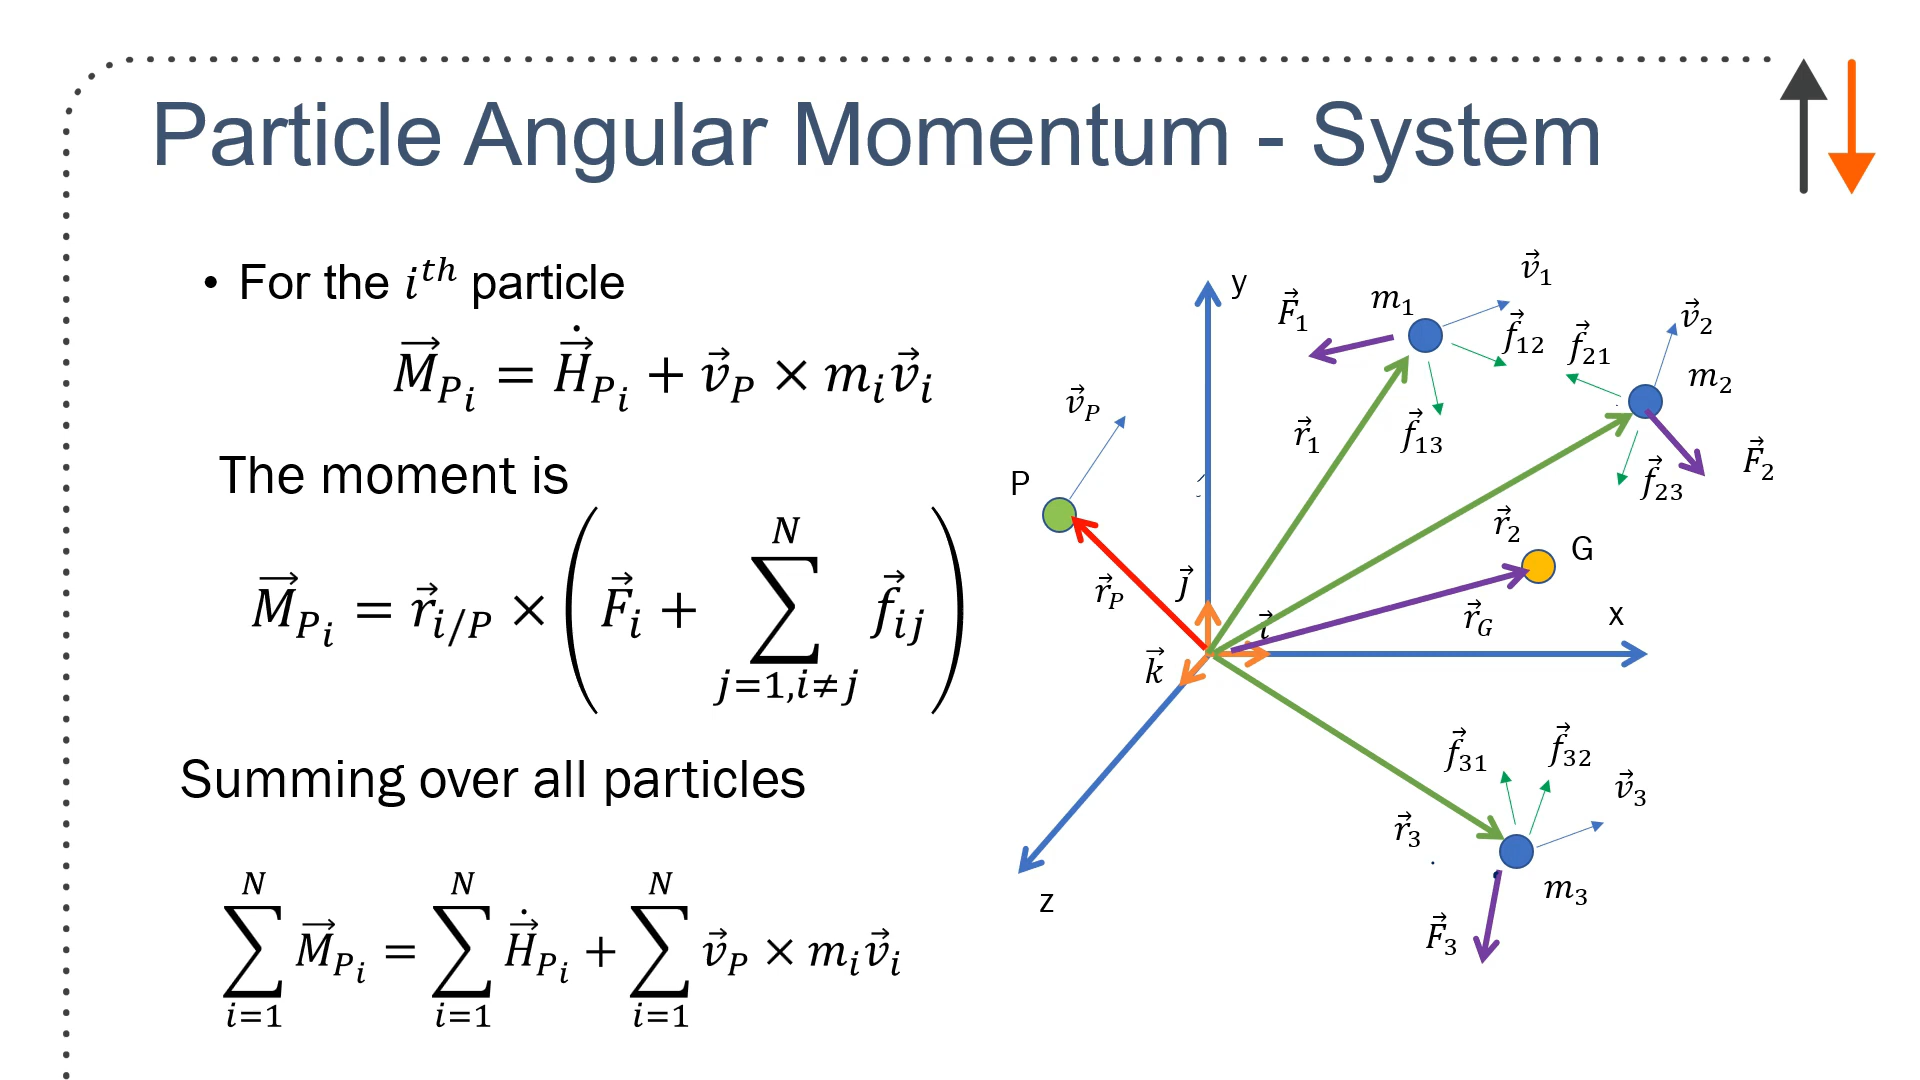 Particle Angular Momentum - System
• For the 𝑖ᵗʰ particle
$\vec{M}_{P_i} = \dot{\vec{H}}_{P_i} + \vec{v}_P \times m_i \vec{v}_i$
The moment is
$\vec{M}_{P_i} = \vec{r}_{i/P} \times \left( \vec{F}_i + \sum_{j=1, i \neq j}^{N} \vec{f}_{ij} \right)$
Summing over all particles
$\sum_{i=1}^{N} \vec{M}_{P_i} = \sum_{i=1}^{N} \dot{\vec{H}}_{P_i} + \sum_{i=1}^{N} \vec{v}_P \times m_i \vec{v}_i$
y
$\vec{F}_1$
$m_1$
$\vec{v}_1$
$\vec{f}_{12}$
$\vec{f}_{21}$
$\vec{v}_2$
$m_2$
$\vec{v}_P$
$\vec{r}_1$
$\vec{f}_{13}$
$\vec{F}_2$
P
$\vec{f}_{23}$
$\vec{r}_2$
G
$\vec{r}_P$
$\vec{j}$
$\vec{i}$
$\vec{r}_G$
x
$\vec{k}$
$\vec{f}_{31}$
$\vec{f}_{32}$
$\vec{v}_3$
$\vec{r}_3$
z
$m_3$
$\vec{F}_3$